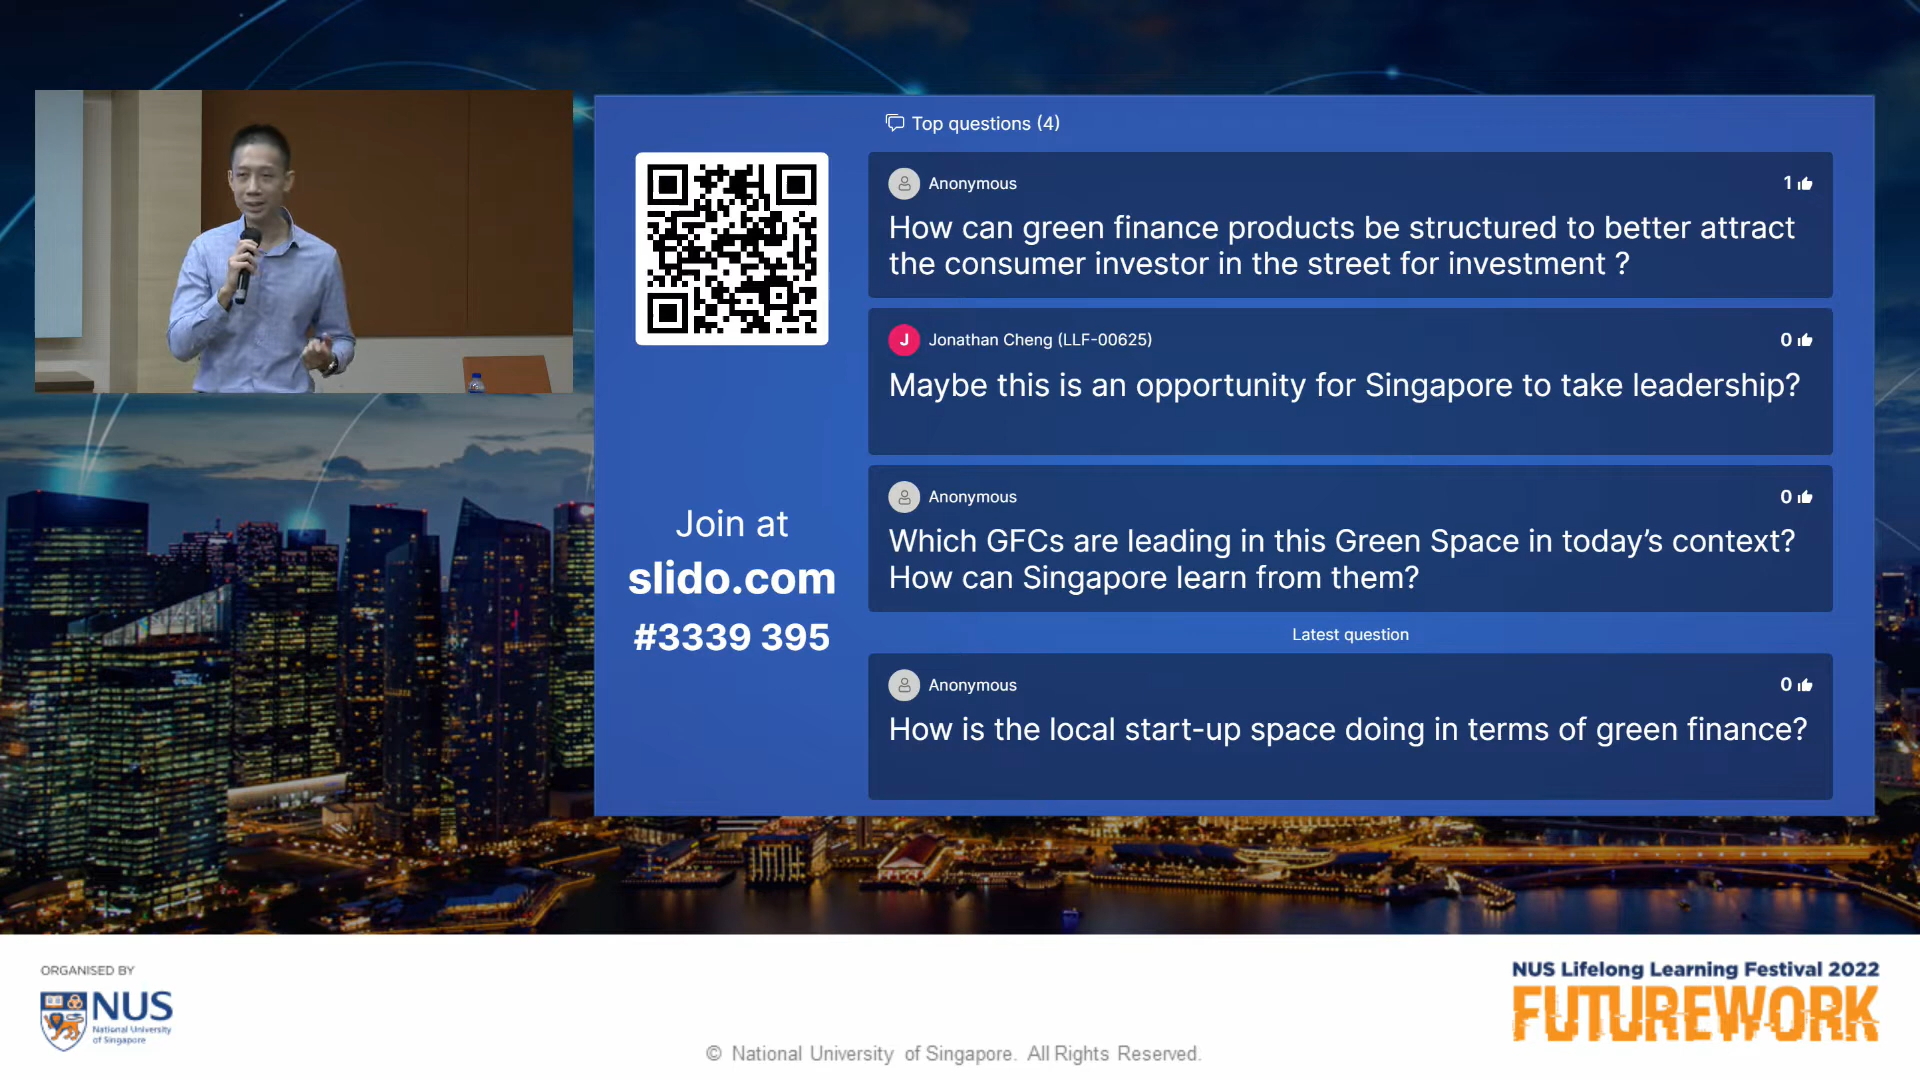 Top questions (4)
Anonymous
1
How can green finance products be structured to better attract
the consumer investor in the street for investment ?
J
Jonathan Cheng (LLF-00625)
0
Maybe this is an opportunity for Singapore to take leadership?
Anonymous
0
Which GFCs are leading in this Green Space in today's context?
How can Singapore learn from them?
Latest question
Anonymous
0
How is the local start-up space doing in terms of green finance?
Join at
slido.com
#3339 395
ORGANISED BY
NUS
National University
of Singapore
© National University of Singapore. All Rights Reserved.
NUS Lifelong Learning Festival 2022
FUTUREWORK